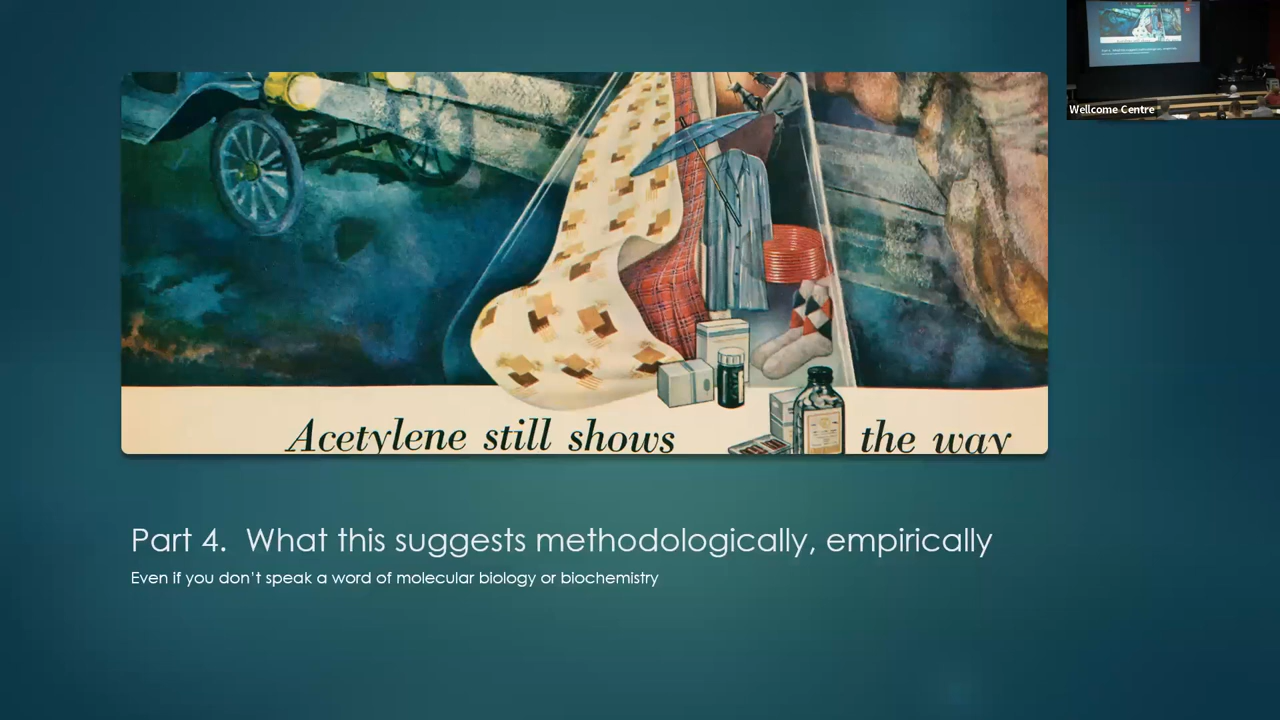 Wellcome Centre
Acetylene still shows the way
Part 4. What this suggests methodologically, empirically
Even if you don't speak a word of molecular biology or biochemistry